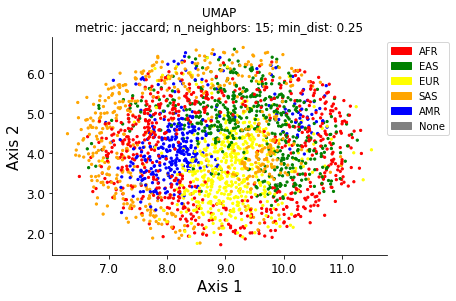 UMAP
metric: jaccard; n_neighbors: 15; min_dist: 0.25
AFR
EAS
EUR
SAS
AMR
None
Axis 2
6.0
5.0
4.0
3.0
2.0
7.0 8.0 9.0 10.0 11.0
Axis 1